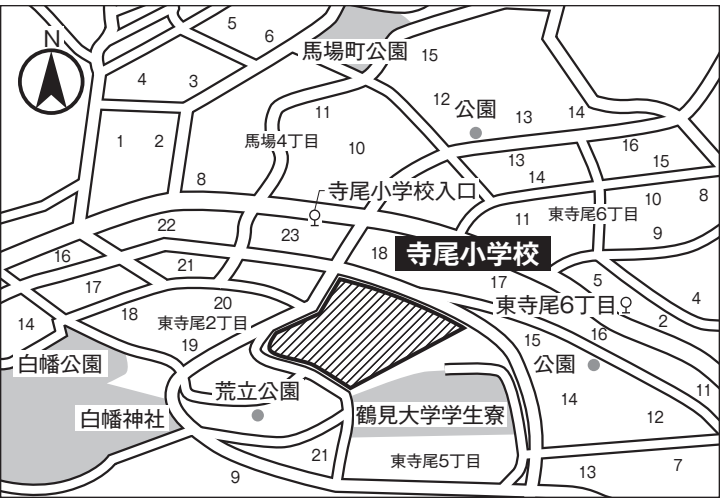 N
5
6
馬場町公園
15
4
3
11
12
公園
13
14
1
2
馬場4丁目
10
16
13
15
14
8
寺尾小学校入口
10
8
11
東寺尾6丁目
22
23
9
18
寺尾小学校
16
21
17
5
17
20
東寺尾6丁目
4
14
18
東寺尾2丁目
2
19
15
16
白幡公園
公園
荒立公園
11
14
白幡神社
鶴見大学学生寮
12
21
東寺尾5丁目
7
9
13